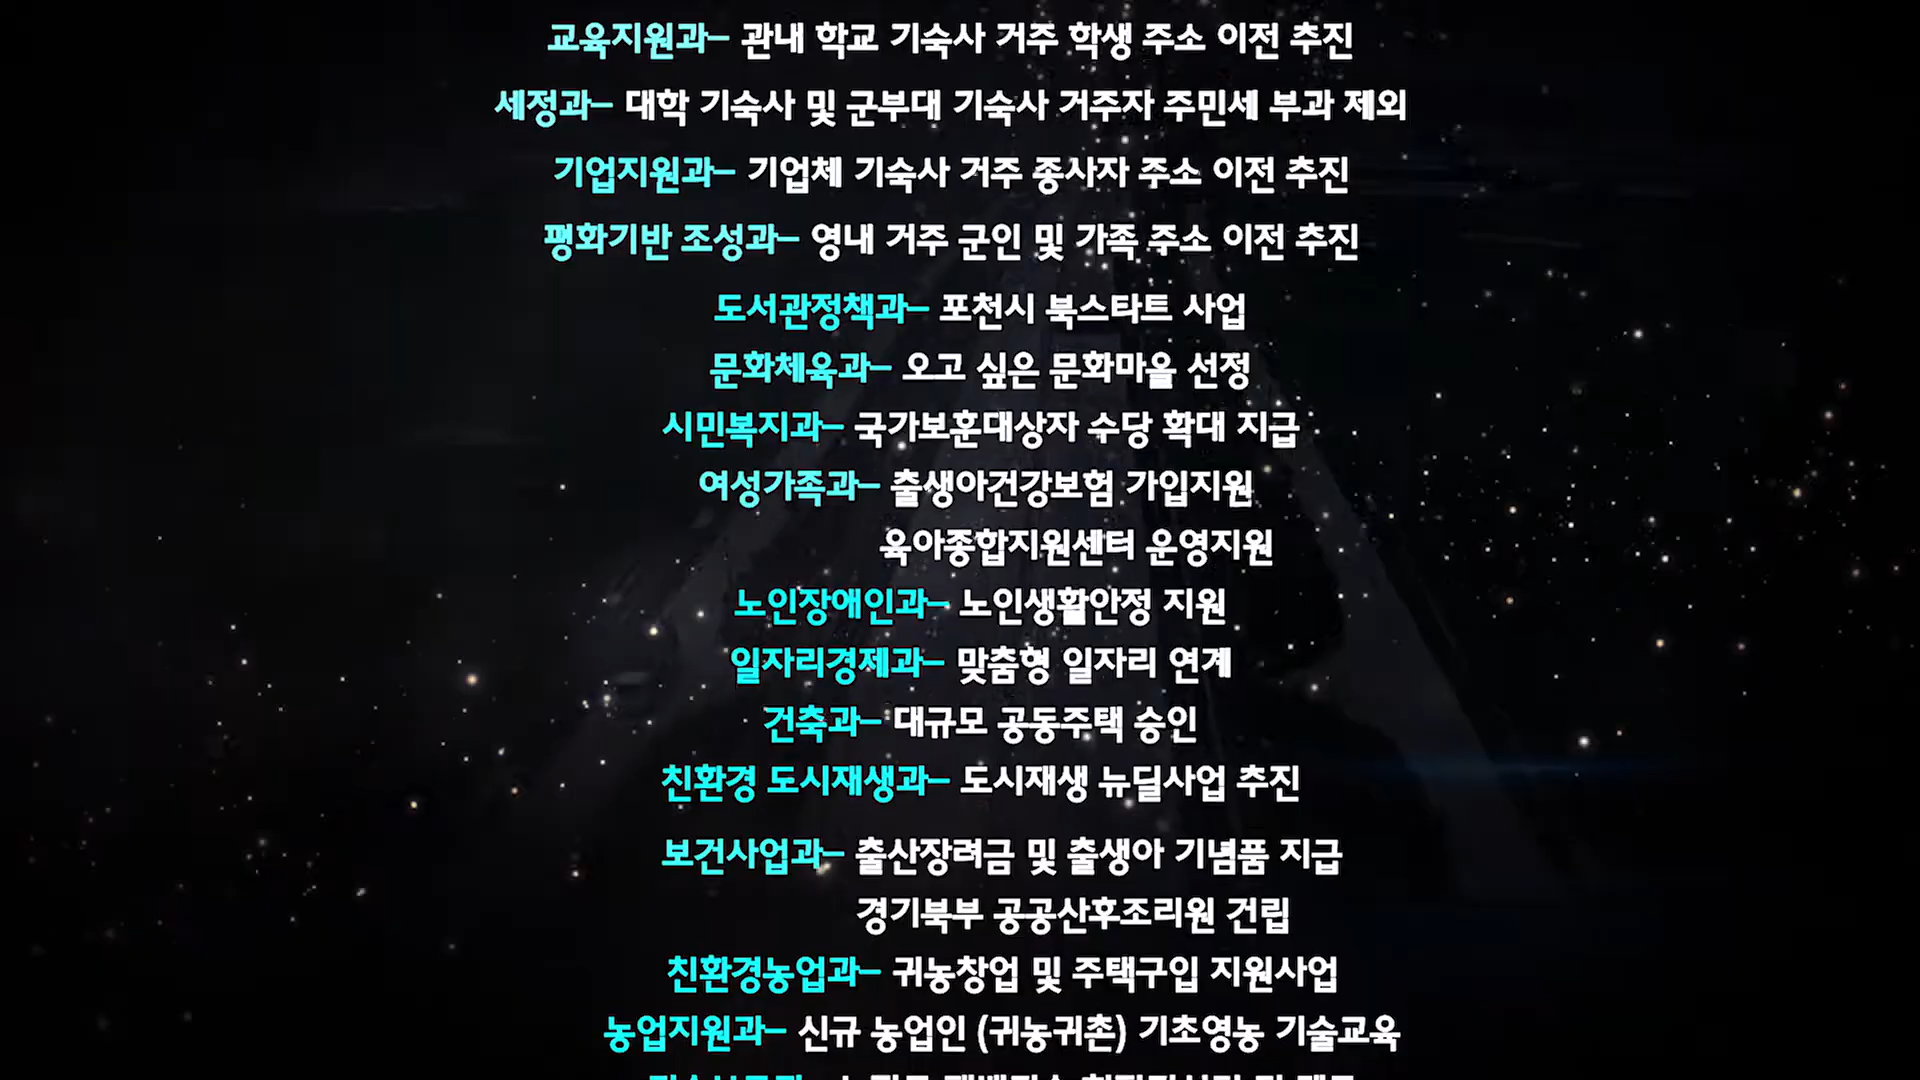 교육지원과- 관내 학교 기숙사 거주 학생 주소 이전 추진
세정과- 대학 기숙사 및 군부대 기숙사 거주자 주민세 부과 제외
기업지원과- 기업체 기숙사 거주 종사자 주소 이전 추진
평화기반 조성과- 영내 거주 군인 및 가족 주소 이전 추진
도서관정책과- 포천시 북스타트 사업
문화체육과- 오고 싶은 문화마을 선정
시민복지과- 국가보훈대상자 수당 확대 지급
여성가족과- 출생아건강보험 가입지원
육아종합지원센터 운영지원
노인장애인과- 노인생활안정 지원
일자리경제과- 맞춤형 일자리 연계
건축과- 대규모 공동주택 승인
친환경 도시재생과- 도시재생 뉴딜사업 추진
보건사업과- 출산장려금 및 출생아 기념품 지급
경기북부 공공산후조리원 건립
친환경농업과- 귀농창업 및 주택구입 지원사업
농업지원과- 신규 농업인 (귀농귀촌) 기초영농 기술교육